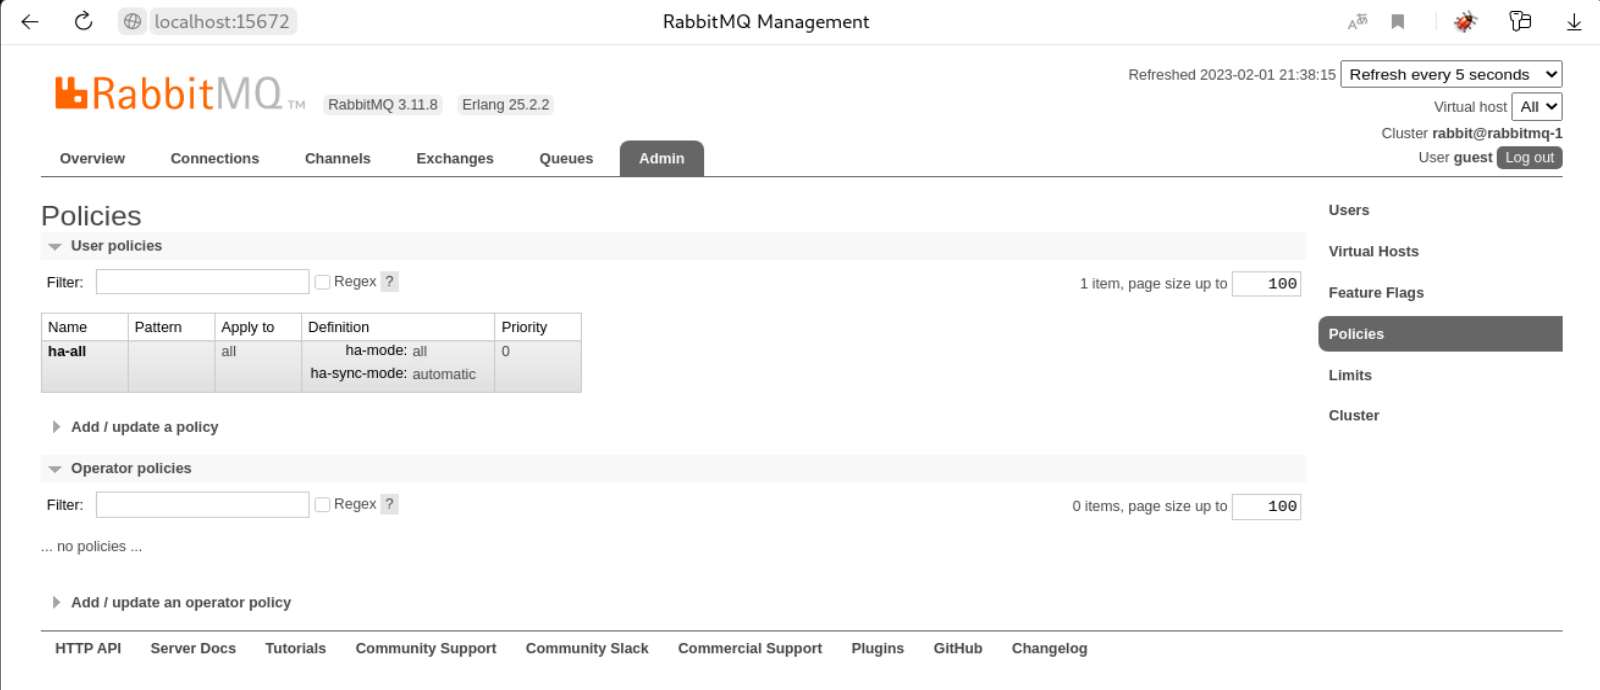 localhost:15672 RabbitMQ Management
RabbitMQ TM RabbitMQ 3.11.8 Erlang 25.2.2
Refreshed 2023-02-01 21:38:15 Refresh every 5 seconds
Virtual host All
Cluster rabbit@rabbitmq-1
User guest Log out
Overview Connections Channels Exchanges Queues Admin
Policies
User policies
Filter: Regex ? 1 item, page size up to 100
Name Pattern Apply to Definition Priority
ha-all all ha-mode: all 0
ha-sync-mode: automatic
Add / update a policy
Operator policies
Filter: Regex ? 0 items, page size up to 100
... no policies ...
Add / update an operator policy
Users
Virtual Hosts
Feature Flags
Policies
Limits
Cluster
HTTP API Server Docs Tutorials Community Support Community Slack Commercial Support Plugins GitHub Changelog